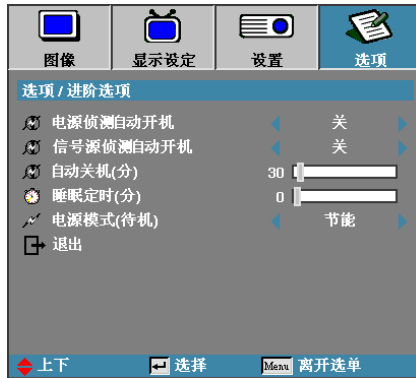 图像 显示设定 设置 选项
选项 / 进阶选项
电源侦测自动开机 关
信号源侦测自动开机 关
自动关机(分) 30
睡眠定时(分) 0
电源模式(待机) 节能
退出
上下 选择 Menu 离开选单